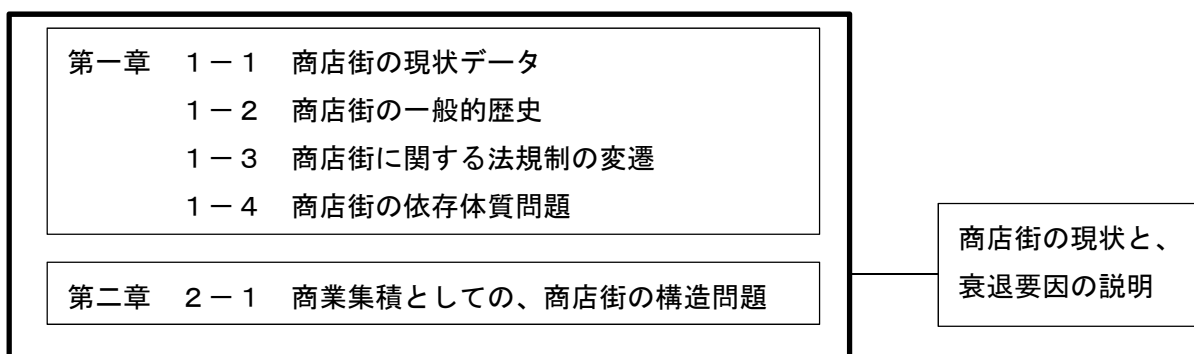 第一章 1－1 商店街の現状データ
1－2 商店街の一般的歴史
1－3 商店街に関する法規制の変遷
1－4 商店街の依存体質問題
第二章 2－1 商業集積としての、商店街の構造問題
商店街の現状と、
衰退要因の説明